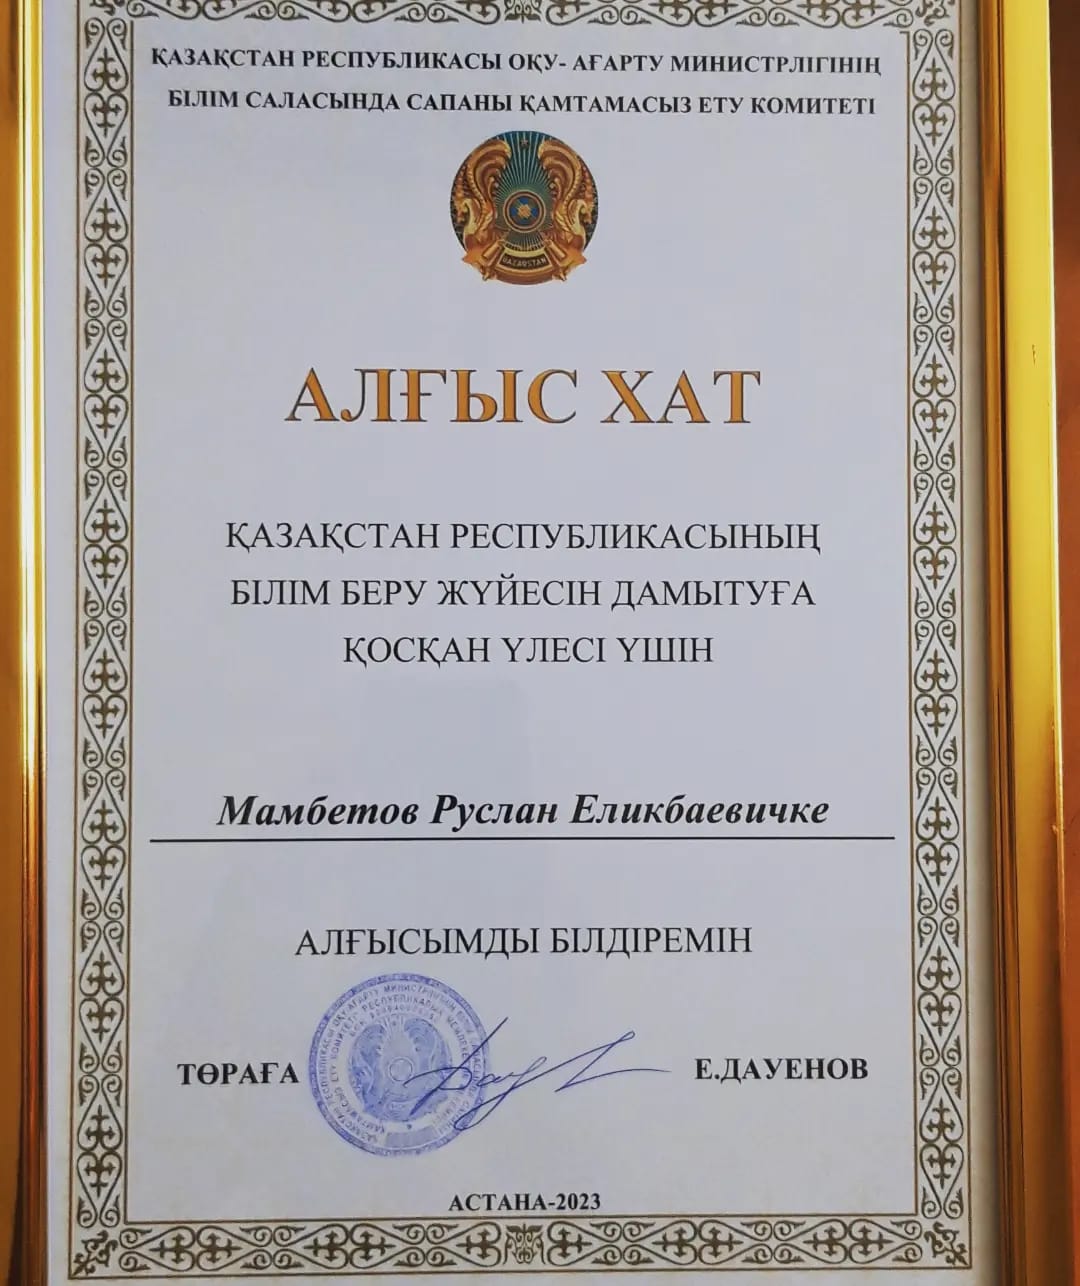 ҚАЗАҚСТАН РЕСПУБЛИКАСЫ ОҚУ- АҒАРТУ МИНИСТРЛІГІНІҢ
БІЛІМ САЛАСЫНДА САПАНЫ ҚАМТАМАСЫЗ ЕТУ КОМИТЕТІ
QAZAQSTAN
АЛҒЫС ХАТ
ҚАЗАҚСТАН РЕСПУБЛИКАСЫНЫҢ
БІЛІМ БЕРУ ЖҮЙЕСІН ДАМЫТУҒА
ҚОСҚАН ҮЛЕСІ ҮШІН
Мамбетов Руслан Еликбаевичке
АЛҒЫСЫМДЫ БІЛДІРЕМІН
ТӨРАҒА
Е.ДАУЕНОВ
АСТАНА-2023